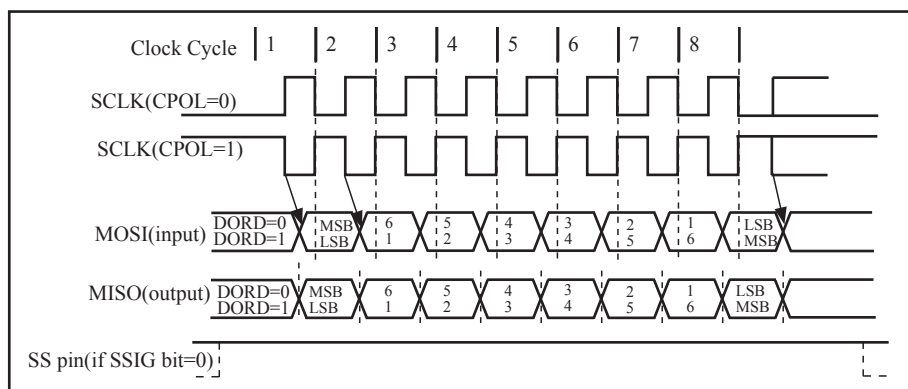 Clock Cycle 1 2 3 4 5 6 7 8
SCLK(CPOL=0)
SCLK(CPOL=1)
MOSI(input) DORD=0 MSB 6 5 4 3 2 1 LSB
DORD=1 LSB 1 2 3 4 5 6 MSB
MISO(output) DORD=0 MSB 6 5 4 3 2 1 LSB
DORD=1 LSB 1 2 3 4 5 6 MSB
SS pin(if SSIG bit=0)